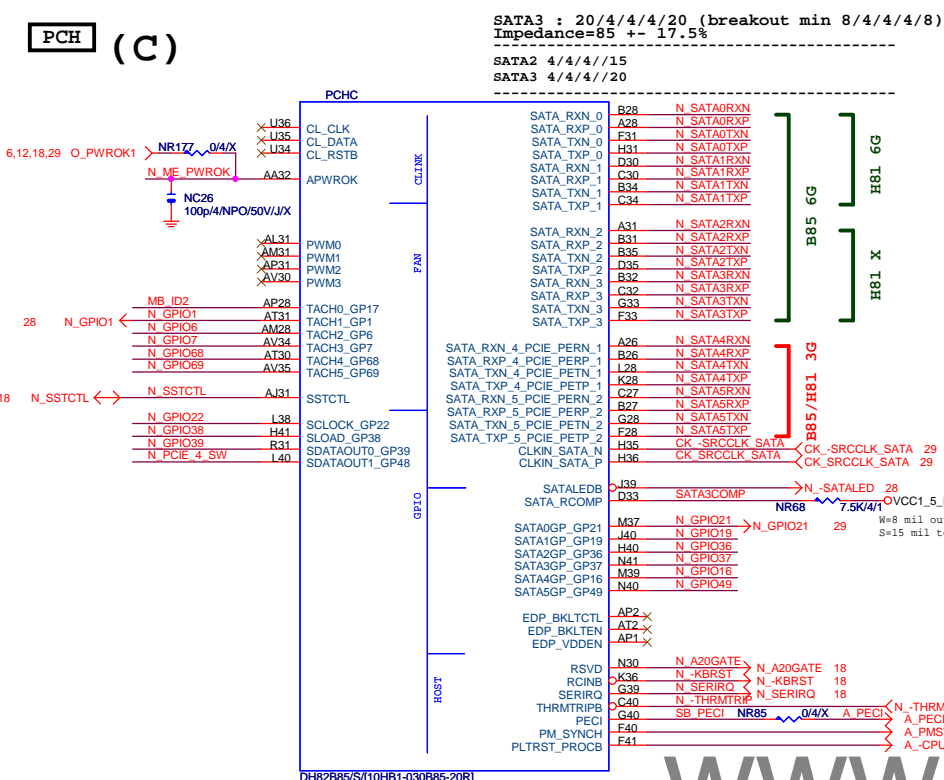 PCH (C)
SATA3 : 20/4/4/4/20 (breakout min 8/4/4/4/8)
Impedance=85 +- 17.5%
SATA2 4/4/4//15
SATA3 4/4/4//20
PCHC
U36 CL_CLK
U35 CL_DATA
U34 CL_RSTB
6,12,18,29 O_PWROK1 NR177 0/4/X
N_ME_PWROK AA32 APWROK
NC26
100p/4/NPO/50V/J/X
CLINK
AL31 PWM0
AM31 PWM1
AP31 PWM2
AV30 PWM3
FAN
MB_ID2 AP28 TACH0_GP17
28 N_GPIO1 N_GPIO1 AT31 TACH1_GP1
N_GPIO6 AM28 TACH2_GP6
N_GPIO7 AV34 TACH3_GP7
N_GPIO68 AT30 TACH4_GP68
N_GPIO69 AV35 TACH5_GP69
18 N_SSTCTL N_SSTCTL AJ31 SSTCTL
N_GPIO22 L38 SCLOCK_GP22
N_GPIO38 H41 SLOAD_GP38
N_GPIO39 R31 SDATAOUT0_GP39
N_PCIE_4_SW L40 SDATAOUT1_GP48
GPIO
HOST
SATA_RXN_0 B28 N_SATA0RXN
SATA_RXP_0 A28 N_SATA0RXP
SATA_TXN_0 F31 N_SATA0TXN
SATA_TXP_0 H31 N_SATA0TXP
SATA_RXN_1 D30 N_SATA1RXN
SATA_RXP_1 C30 N_SATA1RXP
SATA_TXN_1 B34 N_SATA1TXN
SATA_TXP_1 C34 N_SATA1TXP
SATA_RXN_2 A31 N_SATA2RXN
SATA_RXP_2 B31 N_SATA2RXP
SATA_TXN_2 B35 N_SATA2TXN
SATA_TXP_2 D35 N_SATA2TXP
SATA_RXN_3 B32 N_SATA3RXN
SATA_RXP_3 C32 N_SATA3RXP
SATA_TXN_3 G33 N_SATA3TXN
SATA_TXP_3 F33 N_SATA3TXP
B85 6G
H81 6G
H81 X
SATA_RXN_4_PCIE_PERN_1 A26 N_SATA4RXN
SATA_RXP_4_PCIE_PERP_1 B26 N_SATA4RXP
SATA_TXN_4_PCIE_PETN_1 L28 N_SATA4TXN
SATA_TXP_4_PCIE_PETP_1 K28 N_SATA4TXP
SATA_RXN_5_PCIE_PERN_2 C27 N_SATA5RXN
SATA_RXP_5_PCIE_PERP_2 B27 N_SATA5RXP
SATA_TXN_5_PCIE_PETN_2 G28 N_SATA5TXN
SATA_TXP_5_PCIE_PETP_2 F28 N_SATA5TXP
B85/H81 3G
CLKIN_SATA_N H35 CK_-SRCCLK_SATA CK_-SRCCLK_SATA 29
CLKIN_SATA_P H36 CK_SRCCLK_SATA CK_SRCCLK_SATA 29
SATALEDB J39 N_-SATALED 28
SATA_RCOMP D33 SATA3COMP NR68 7.5K/4/1 VCC1_5_
W=8 mil ou
S=15 mil t
SATA0GP_GP21 M37 N_GPIO21 N_GPIO21 29
SATA1GP_GP19 J40 N_GPIO19
SATA2GP_GP36 H40 N_GPIO36
SATA3GP_GP37 N41 N_GPIO37
SATA4GP_GP16 M39 N_GPIO16
SATA5GP_GP49 N40 N_GPIO49
EDP_BKLTCTL AP2
EDP_BKLTEN AT2
EDP_VDDEN AP1
RSVD N30 N_A20GATE N_A20GATE 18
RCINB K36 N_-KBRST N_-KBRST 18
SERIRQ G39 N_SERIRQ N_SERIRQ 18
THRMTRIPB C40 N_-THRMTRIP N_-THRM
PECI G40 SB_PECI NR85 0/4/X A_PECI A_PECI
PM_SYNCH F40 A_PMS
PLTRST_PROCB F41 A_-CPU
DH82B85/S/[10HB1-030B85-20R]
WWW